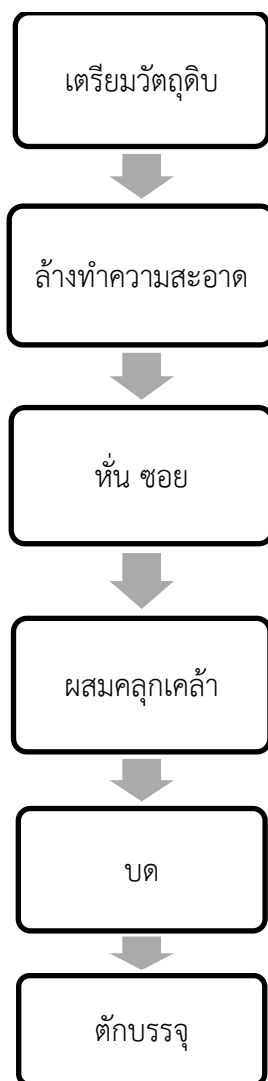 เตรียมวัตถุดิบ
ล้างทำความสะอาด
หั่น ซอย
ผสมคลุกเคล้า
บด
ตักบรรจุ